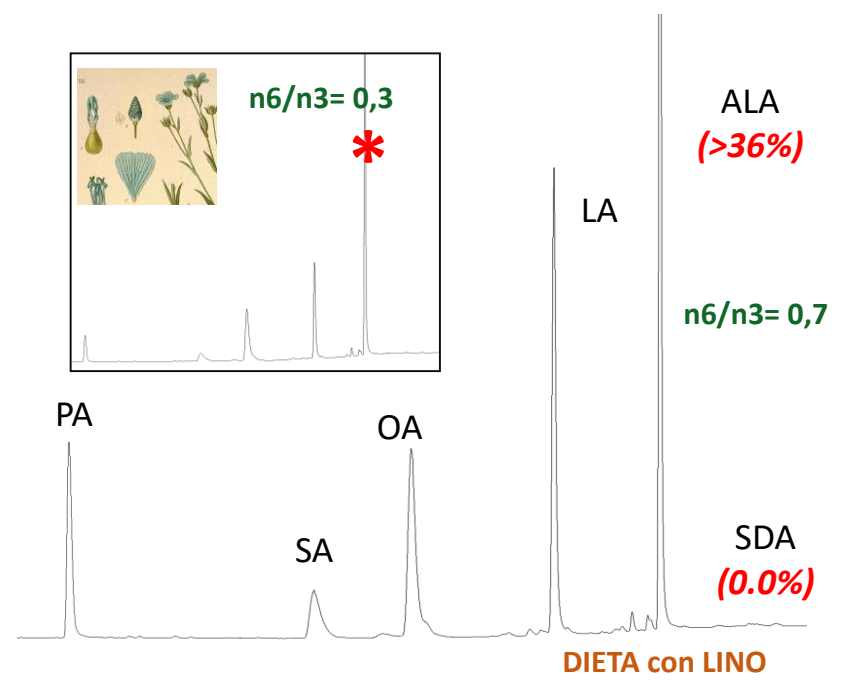 n6/n3= 0,3
*
ALA
(>36%)
LA
n6/n3= 0,7
PA
OA
SA
SDA
(0.0%)
DIETA con LINO